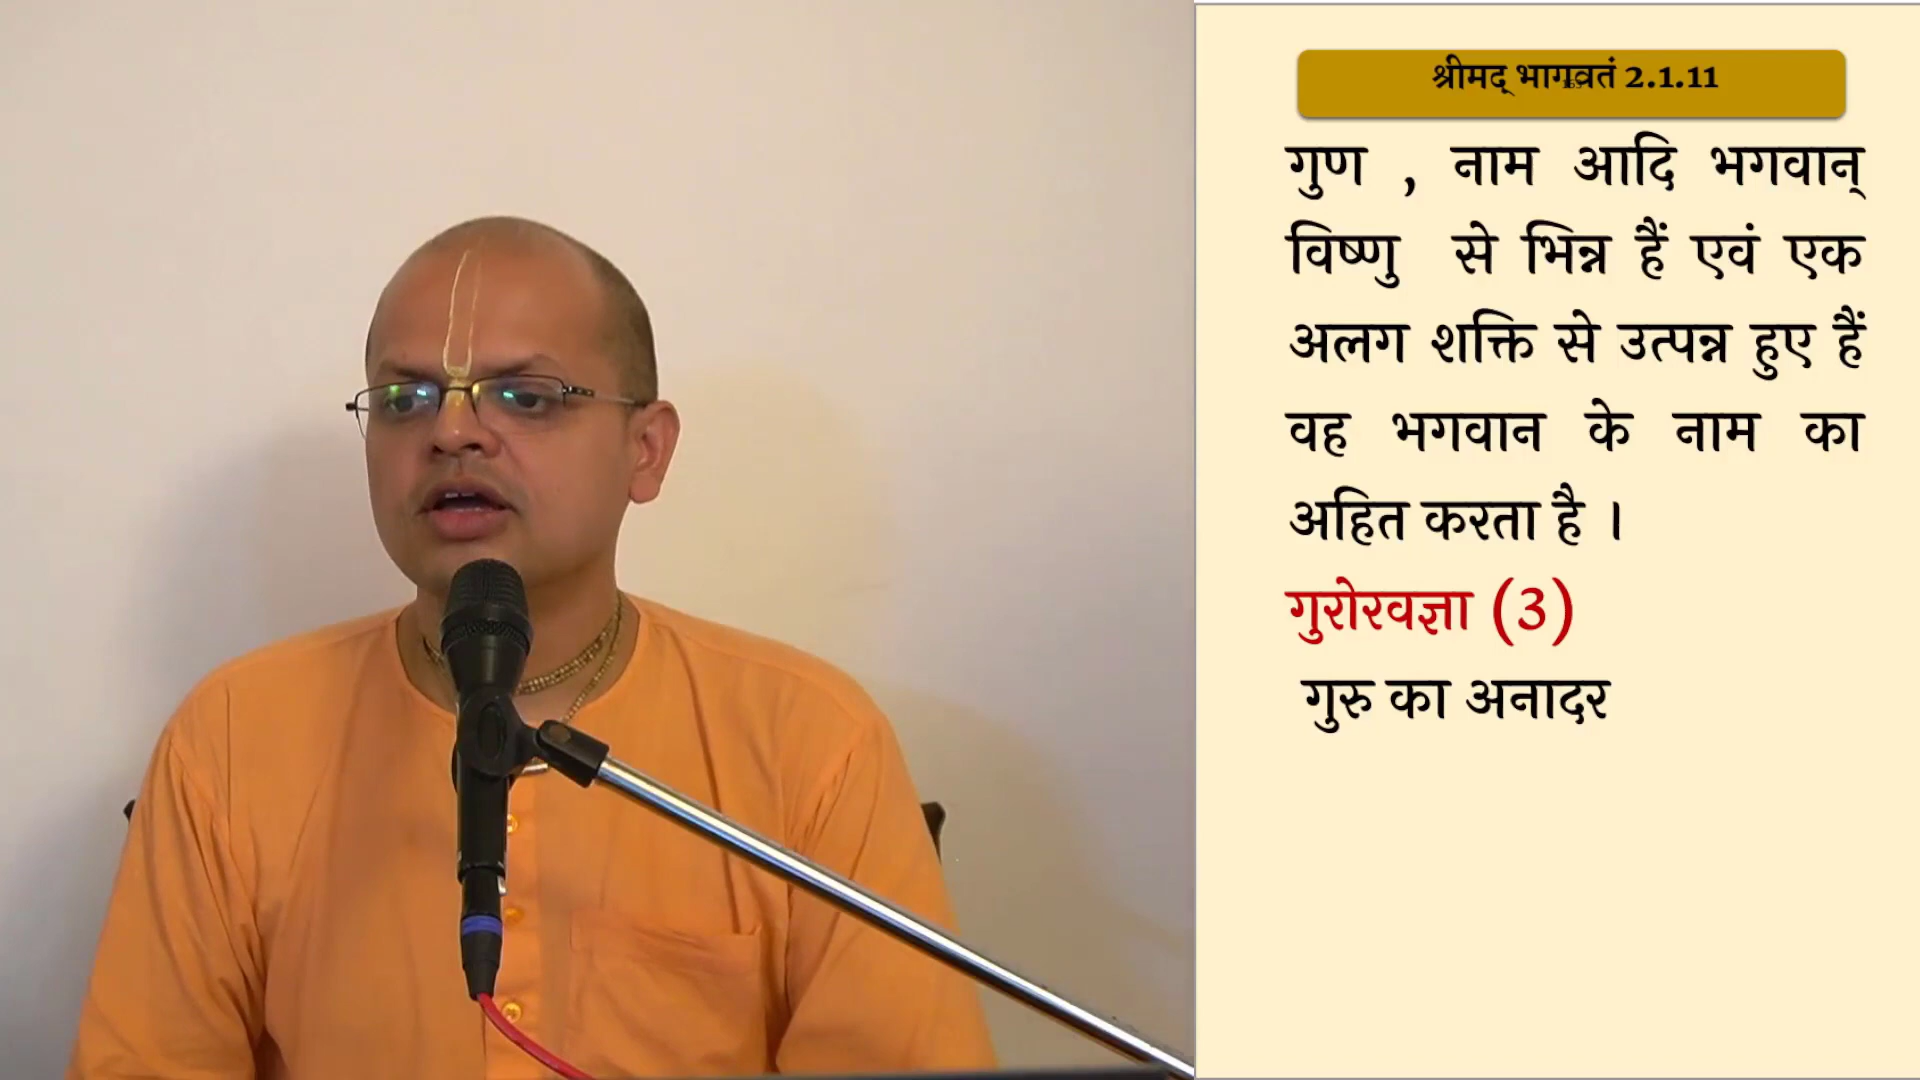 श्रीमद् भागवतं 2.1.11
गुण , नाम आदि भगवान्
विष्णु से भिन्न हैं एवं एक
अलग शक्ति से उत्पन्न हुए हैं
वह भगवान के नाम का
अहित करता है ।
गुरोरवज्ञा (3)
गुरु का अनादर